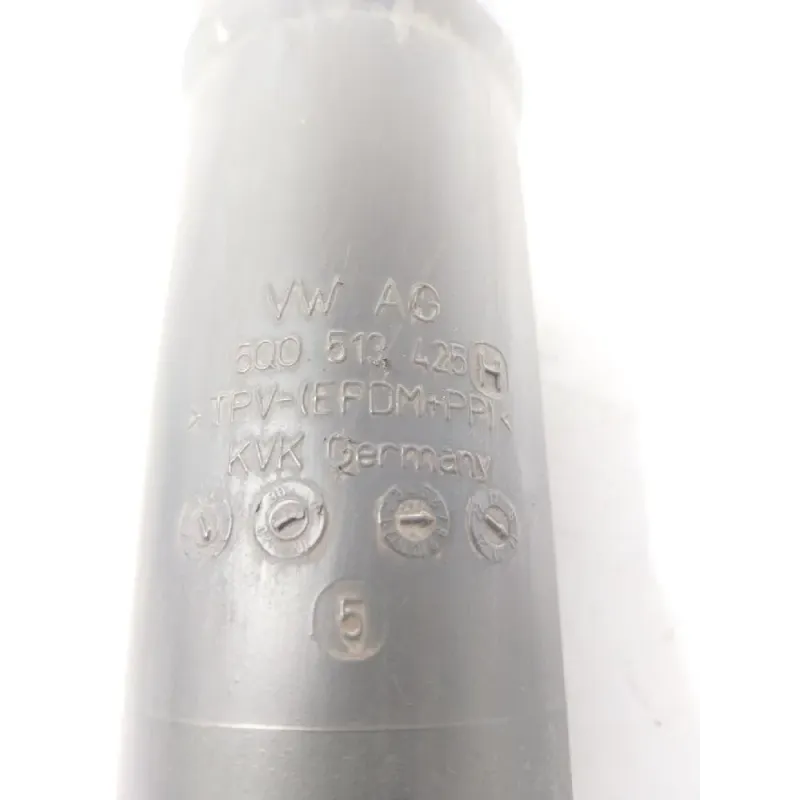 VW AG
5Q0 513 425 H
>TPV-(EPDM+PP)<
KVK Germany
5